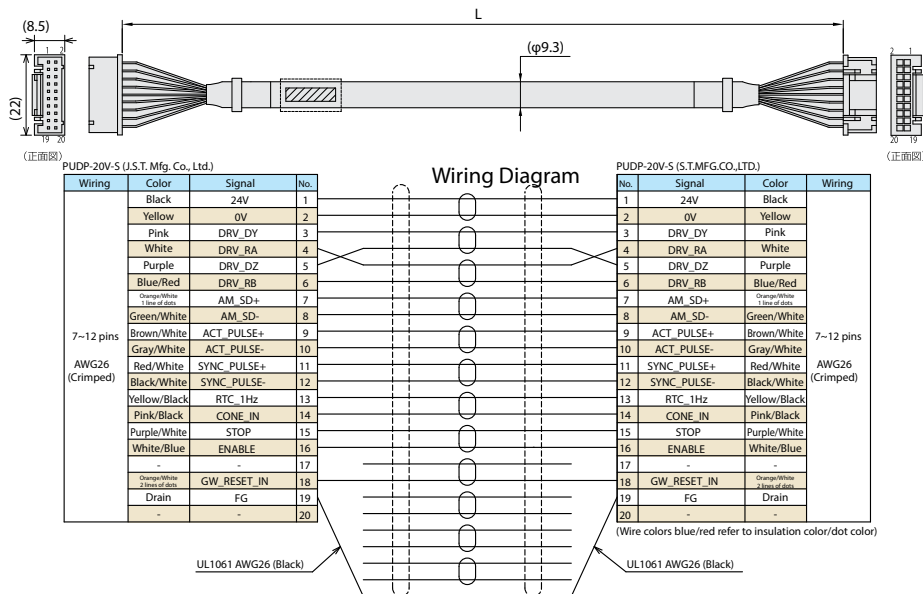 L
(8.5)
(φ9.3)
(22)
1 2
19 20
2 1
20 19
(正面図)
(正面図)
PUDP-20V-S (J.S.T. Mfg. Co., Ltd.)
Wiring Diagram
PUDP-20V-S (S.T.MFG.CO.,LTD.)
Wiring Color Signal No.
No. Signal Color Wiring
Black 24V 1
1 24V Black
Yellow 0V 2
2 0V Yellow
Pink DRV_DY 3
3 DRV_DY Pink
White DRV_RA 4
4 DRV_RA White
Purple DRV_DZ 5
5 DRV_DZ Purple
Blue/Red DRV_RB 6
6 DRV_RB Blue/Red
Orange/White
1 line of dots
AM_SD+ 7
7 AM_SD+
Orange/White
1 line of dots
Green/White AM_SD- 8
8 AM_SD- Green/White
7~12 pins
Brown/White ACT_PULSE+ 9
9 ACT_PULSE+ Brown/White
7~12 pins
Gray/White ACT_PULSE- 10
10 ACT_PULSE- Gray/White
AWG26
(Crimped)
Red/White SYNC_PULSE+ 11
11 SYNC_PULSE+ Red/White
AWG26
(Crimped)
Black/White SYNC_PULSE- 12
12 SYNC_PULSE- Black/White
Yellow/Black RTC_1Hz 13
13 RTC_1Hz Yellow/Black
Pink/Black CONE_IN 14
14 CONE_IN Pink/Black
Purple/White STOP 15
15 STOP Purple/White
White/Blue ENABLE 16
16 ENABLE White/Blue
- - 17
17 - -
Orange/White
2 lines of dots
GW_RESET_IN 18
18 GW_RESET_IN
Orange/White
2 lines of dots
Drain FG 19
19 FG Drain
- - 20
20 - -
(Wire colors blue/red refer to insulation color/dot color)
UL1061 AWG26 (Black)
UL1061 AWG26 (Black)